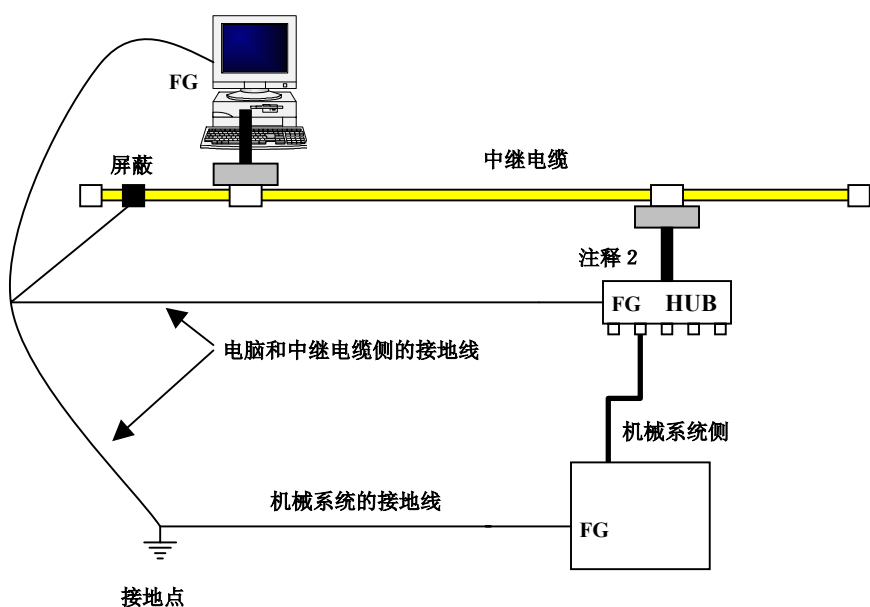 FG
屏蔽
中继电缆
注释 2
FG HUB
电脑和中继电缆侧的接地线
机械系统侧
机械系统的接地线
FG
接地点